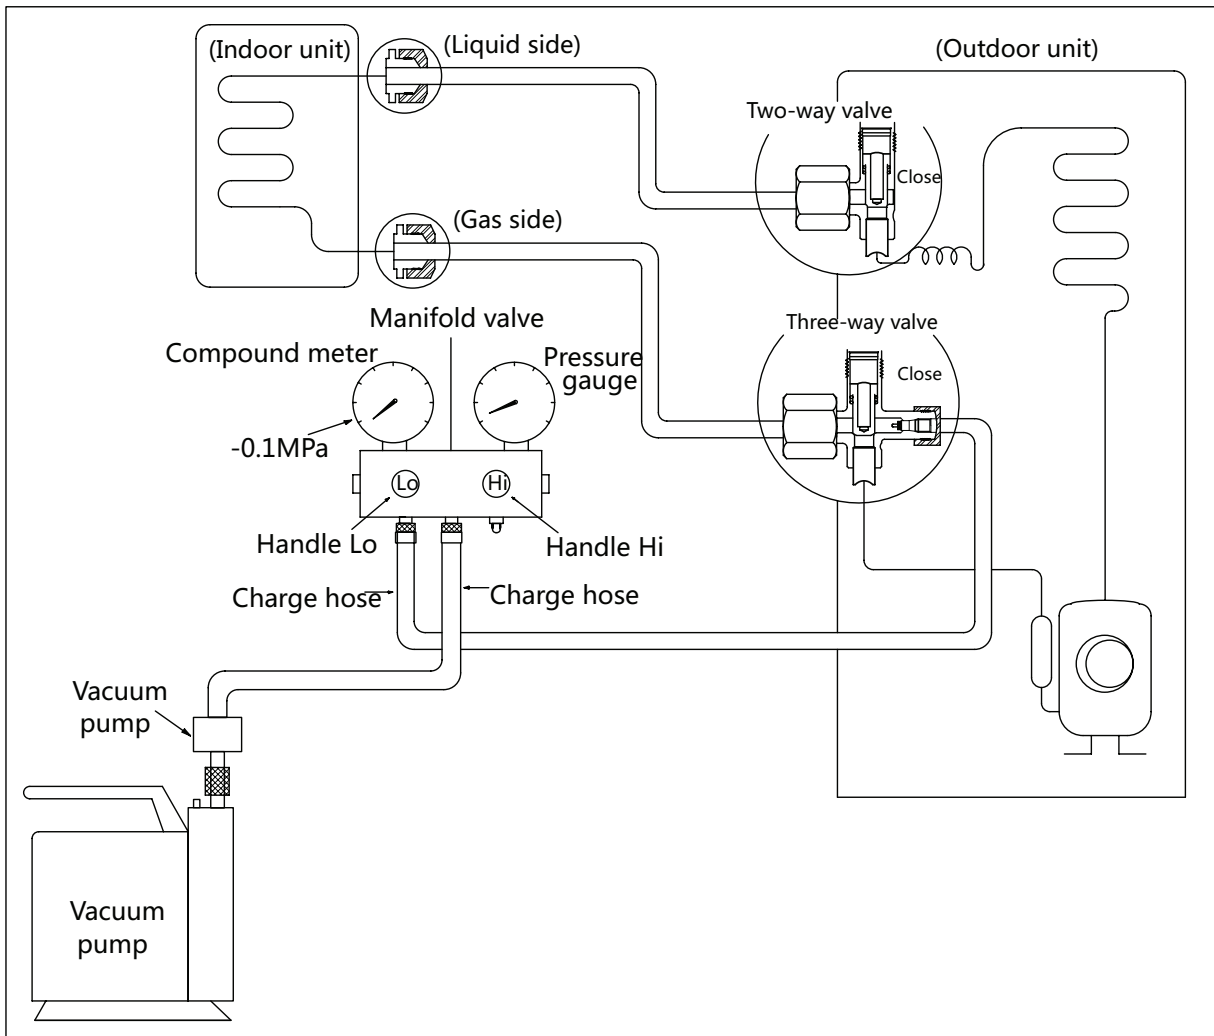 (Indoor unit)
(Liquid side)
(Outdoor unit)
Two-way valve
Close
(Gas side)
Manifold valve
Three-way valve
Compound meter
Pressure
gauge
Close
-0.1MPa
Lo
Hi
Handle Lo
Handle Hi
Charge hose
Charge hose
Vacuum
pump
Vacuum
pump